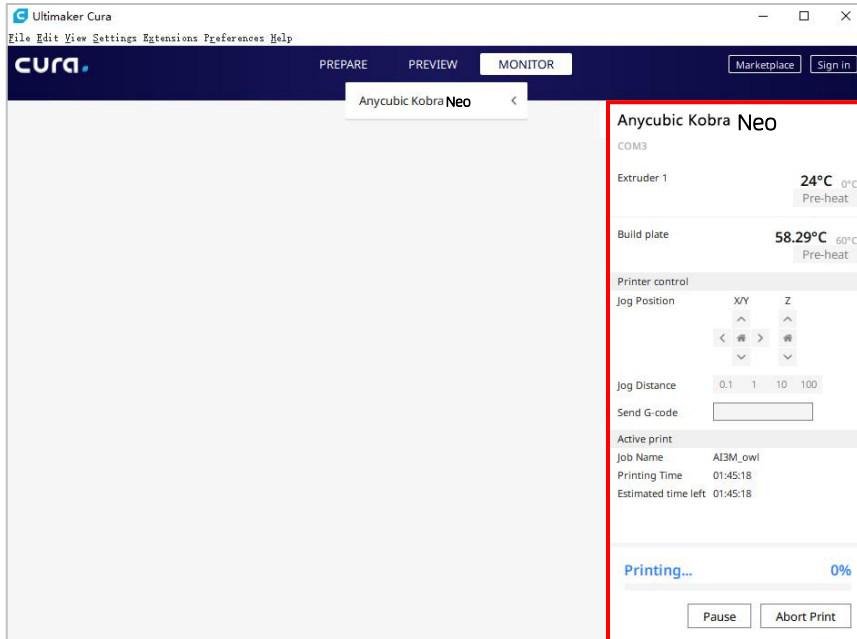 Ultimaker Cura
File Edit View Settings Extensions Preferences Help
cura. PREPARE PREVIEW MONITOR Marketplace Sign in
Anycubic Kobra Neo
Anycubic Kobra Neo
COM3
Extruder 1 24°C 0°C
Pre-heat
Build plate 58.29°C 60°C
Pre-heat
Printer control
Jog Position X/Y Z
Jog Distance 0.1 1 10 100
Send G-code
Active print
Job Name AI3M_owl
Printing Time 01:45:18
Estimated time left 01:45:18
Printing... 0%
Pause Abort Print